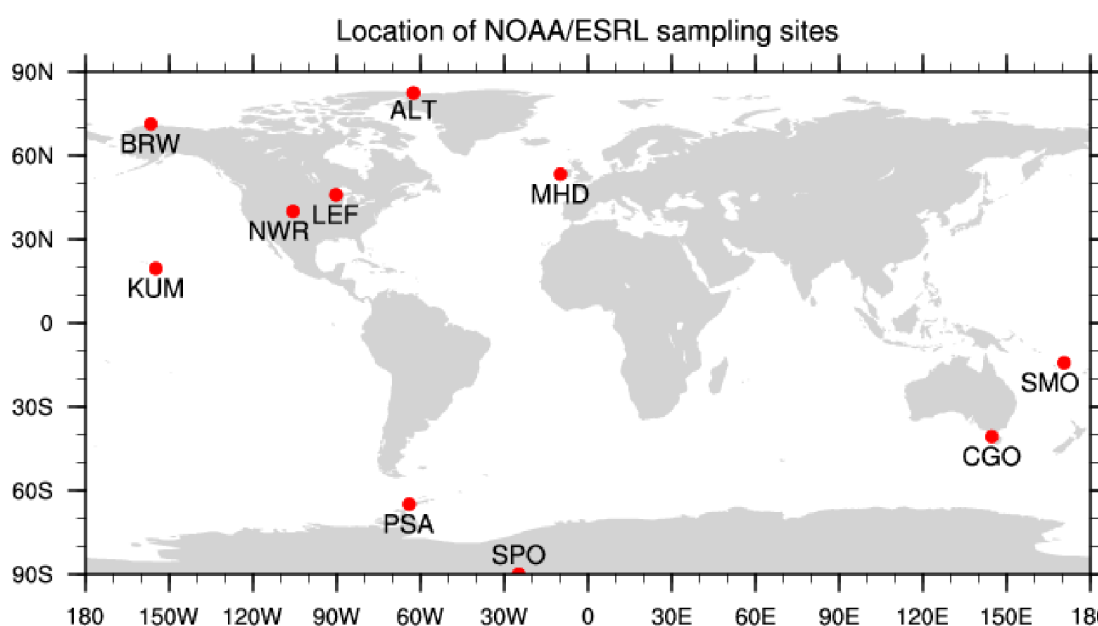 Location of NOAA/ESRL sampling sites
90N
ALT
BRW
60N
MHD
LEF
NWR
30N
KUM
0
SMO
30S
CGO
60S
PSA
SPO
90S
180 150W 120W 90W 60W 30W 0 30E 60E 90E 120E 150E 18